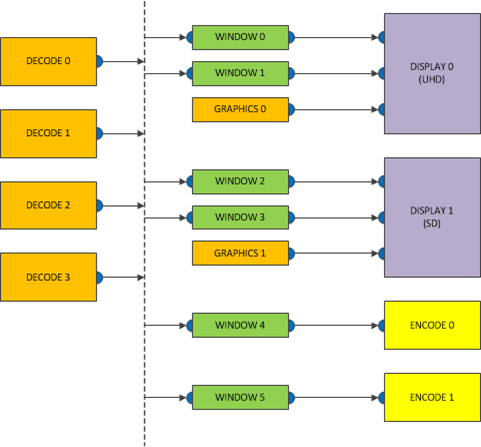 DECODE 0
DECODE 1
DECODE 2
DECODE 3
WINDOW 0
WINDOW 1
GRAPHICS 0
WINDOW 2
WINDOW 3
GRAPHICS 1
WINDOW 4
WINDOW 5
DISPLAY 0
(UHD)
DISPLAY 1
(SD)
ENCODE 0
ENCODE 1